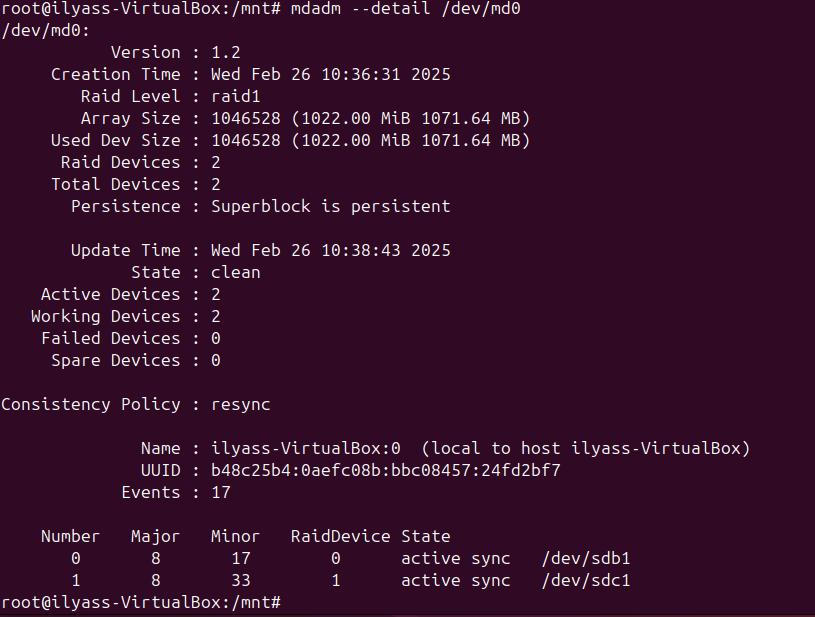 root@ilyass-VirtualBox:/mnt# mdadm --detail /dev/md0
/dev/md0:
Version : 1.2
Creation Time : Wed Feb 26 10:36:31 2025
Raid Level : raid1
Array Size : 1046528 (1022.00 MiB 1071.64 MB)
Used Dev Size : 1046528 (1022.00 MiB 1071.64 MB)
Raid Devices : 2
Total Devices : 2
Persistence : Superblock is persistent
Update Time : Wed Feb 26 10:38:43 2025
State : clean
Active Devices : 2
Working Devices : 2
Failed Devices : 0
Spare Devices : 0
Consistency Policy : resync
Name : ilyass-VirtualBox:0  (local to host ilyass-VirtualBox)
UUID : b48c25b4:0aefc08b:bbc08457:24fd2bf7
Events : 17
Number   Major   Minor   RaidDevice State
0       8       17        0      active sync   /dev/sdb1
1       8       33        1      active sync   /dev/sdc1
root@ilyass-VirtualBox:/mnt#